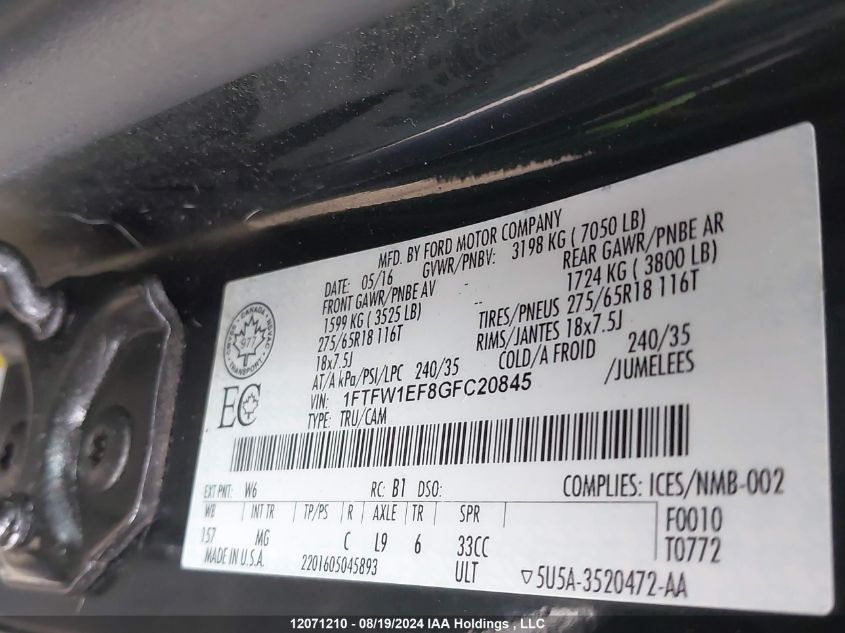 MFD. BY FORD MOTOR COMPANY
DATE: 05/16 GVWR/PNBV: 3198 KG ( 7050 LB)
FRONT GAWR/PNBE AV REAR GAWR/PNBE AR
1599 KG ( 3525 LB) 1724 KG ( 3800 LB)
275/65R18 116T TIRES/PNEUS 275/65R18 116T
18x7.5J RIMS/JANTES 18x7.5J
AT/A kPa/PSI/LPC 240/35 COLD/A FROID 240/35
VIN: 1FTFW1EF8GFC20845 /JUMELEES
TYPE: TRU/CAM
CANADA
977
TRANSPORT
EC
EXT PNT: W6 RC: B1 DSO: COMPLIES: ICES/NMB-002
WB INT TR TP/PS R AXLE TR SPR F0010
157 MG C L9 6 33CC T0772
MADE IN U.S.A. 2201605045893 ULT ▽5U5A-3520472-AA
12071210 - 08/19/2024 IAA Holdings , LLC